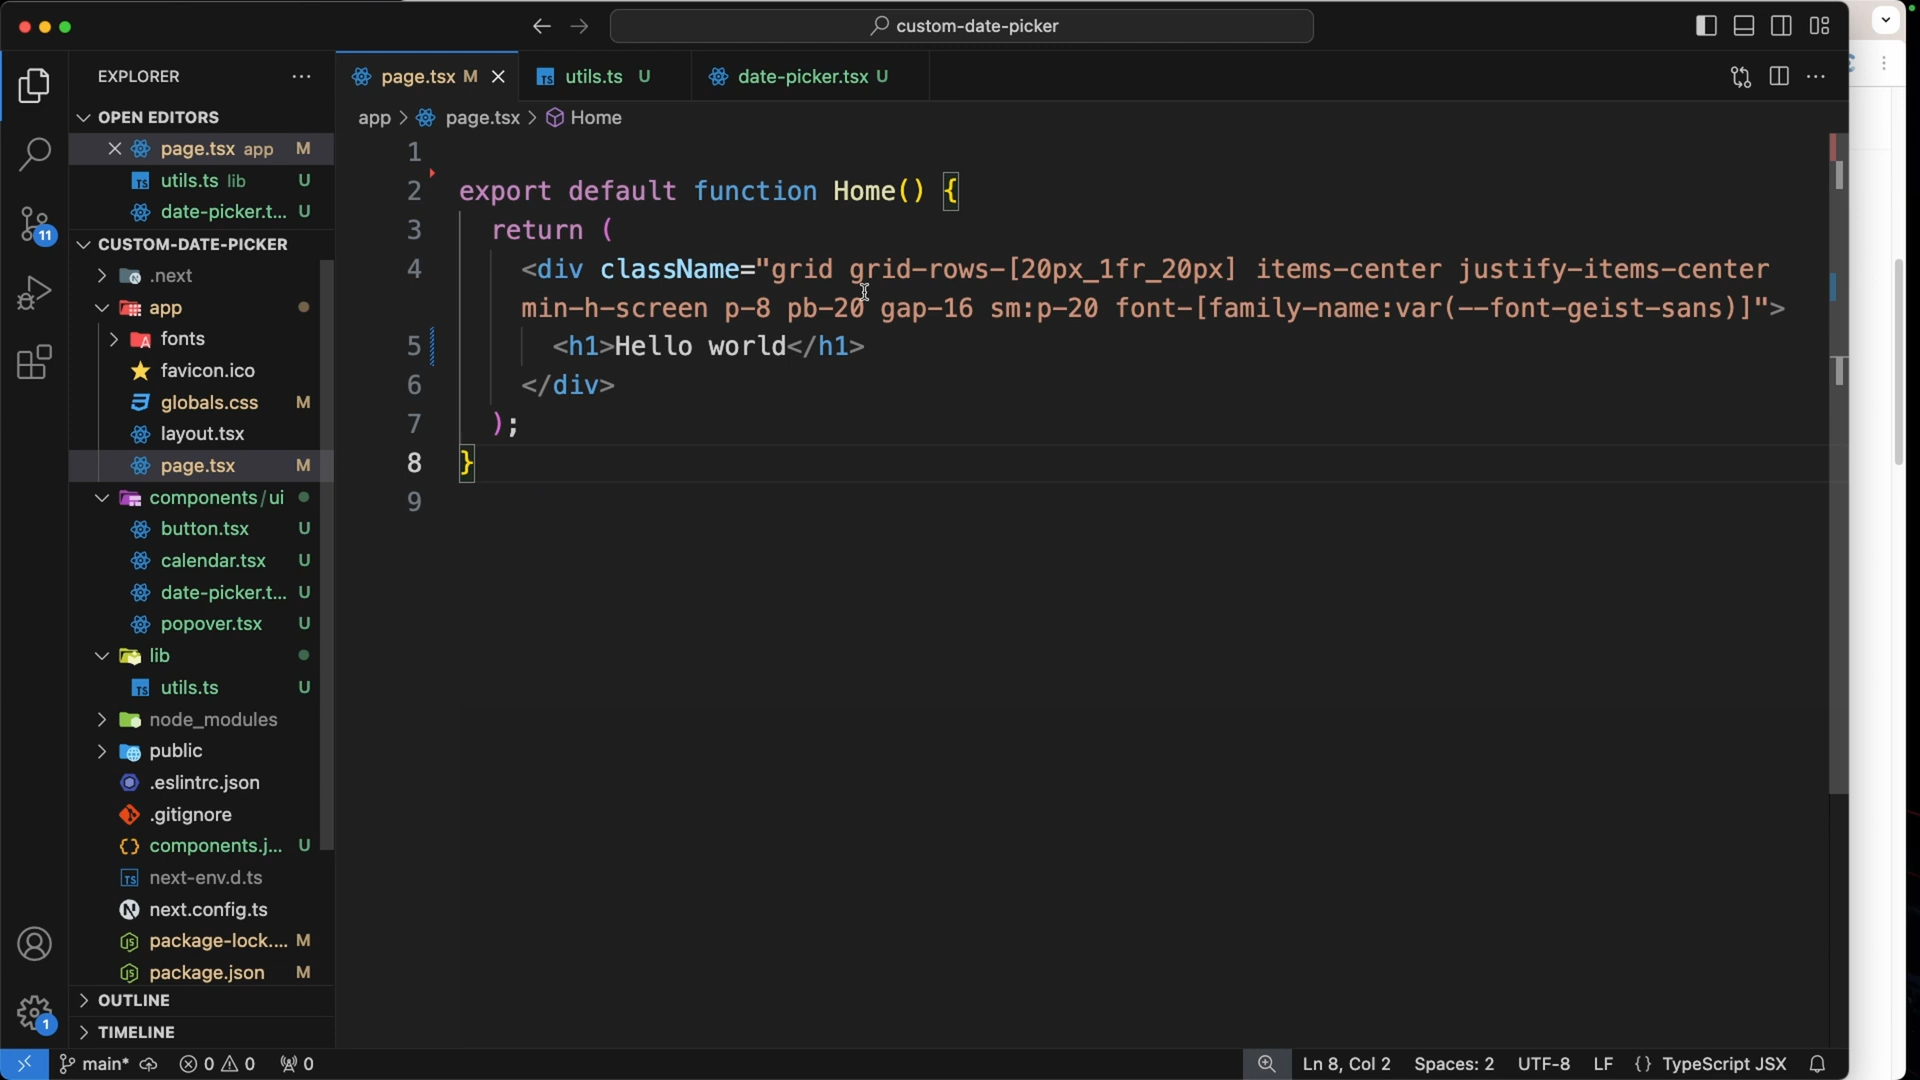 custom-date-picker
EXPLORER
page.tsx M
utils.ts U
date-picker.tsx U
OPEN EDITORS
app > page.tsx > Home
page.tsx app M
utils.ts lib U
date-picker.t... U
CUSTOM-DATE-PICKER
.next
app
fonts
favicon.ico
globals.css M
layout.tsx
page.tsx M
components/ui
button.tsx U
calendar.tsx U
date-picker.t... U
popover.tsx U
lib
utils.ts U
node_modules
public
.eslintrc.json
.gitignore
components.j... U
next-env.d.ts
next.config.ts
package-lock.... M
package.json M
OUTLINE
TIMELINE
11
1
1
2 export default function Home() {
3 return (
4 <div className="grid grid-rows-[20px_1fr_20px] items-center justify-items-center
min-h-screen p-8 pb-20 gap-16 sm:p-20 font-[family-name:var(--font-geist-sans)]">
5 <h1>Hello world</h1>
6 </div>
7 );
8 }
9
main* 0 0 0 Ln 8, Col 2 Spaces: 2 UTF-8 LF {} TypeScript JSX